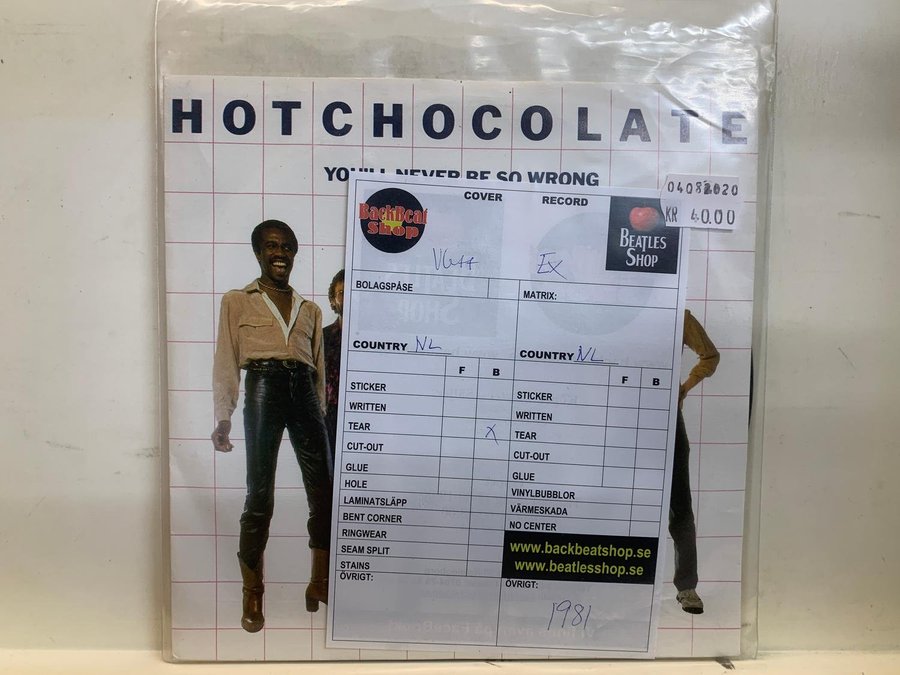 HOTCHOCOLATE
YOU'LL NEVER BE SO WRONG
KR 40.00
BackBeat Shop
COVER
RECORD
BEATLES SHOP
VG++
EX
BOLAGSPÅSE
MATRIX:
COUNTRY NL
COUNTRY NL
F B
F B
STICKER
STICKER
WRITTEN
WRITTEN
TEAR X
TEAR
CUT-OUT
CUT-OUT
GLUE
GLUE
HOLE
VINYLBUBBLOR
LAMINATSLÄPP
VÄRMESKADA
BENT CORNER
NO CENTER
RINGWEAR
SEAM SPLIT
STAINS
www.backbeatshop.se
www.beatlesshop.se
ÖVRIGT:
ÖVRIGT:
1981